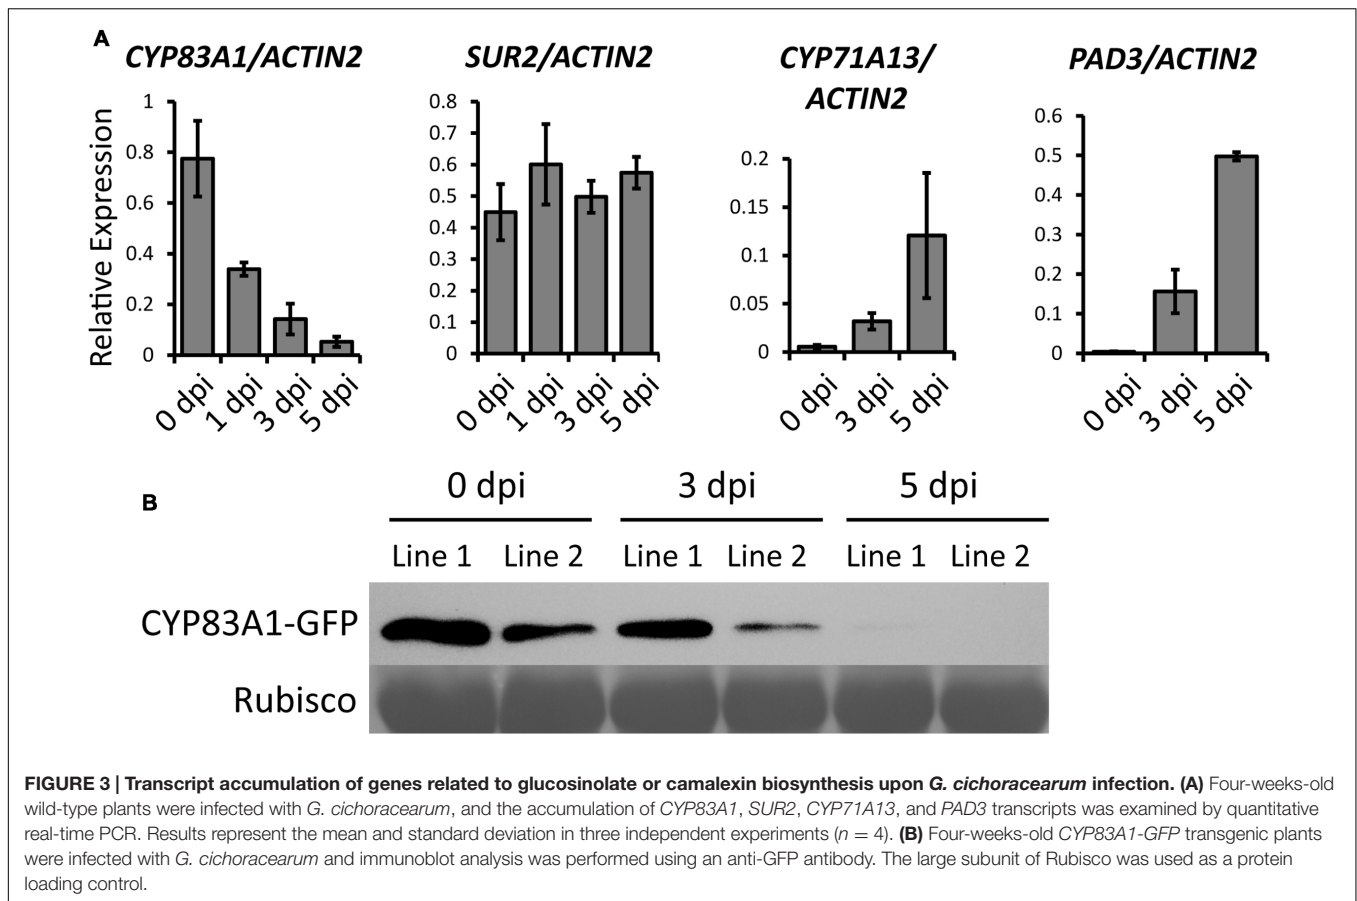 A
CYP83A1/ACTIN2
Relative Expression
1
0.8
0.6
0.4
0.2
0
0 dpi
1 dpi
3 dpi
5 dpi
SUR2/ACTIN2
0.8
0.7
0.6
0.5
0.4
0.3
0.2
0.1
0
0 dpi
1 dpi
3 dpi
5 dpi
CYP71A13/
ACTIN2
0.2
0.15
0.1
0.05
0
0 dpi
3 dpi
5 dpi
PAD3/ACTIN2
0.6
0.5
0.4
0.3
0.2
0.1
0
0 dpi
3 dpi
5 dpi
B
0 dpi 3 dpi 5 dpi
Line 1 Line 2 Line 1 Line 2 Line 1 Line 2
CYP83A1-GFP
Rubisco
FIGURE 3 | Transcript accumulation of genes related to glucosinolate or camalexin biosynthesis upon G. cichoracearum infection. (A) Four-weeks-old
wild-type plants were infected with G. cichoracearum, and the accumulation of CYP83A1, SUR2, CYP71A13, and PAD3 transcripts was examined by quantitative
real-time PCR. Results represent the mean and standard deviation in three independent experiments (n = 4). (B) Four-weeks-old CYP83A1-GFP transgenic plants
were infected with G. cichoracearum and immunoblot analysis was performed using an anti-GFP antibody. The large subunit of Rubisco was used as a protein
loading control.